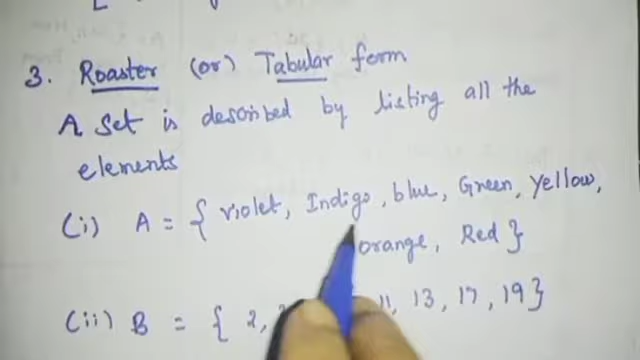 3. Roaster (or) Tabular form
A set is described by listing all the
elements
(i) A = { violet, Indigo, blue, Green, Yellow,
orange, Red }
(ii) B = { 2, 11, 13, 17, 19 }